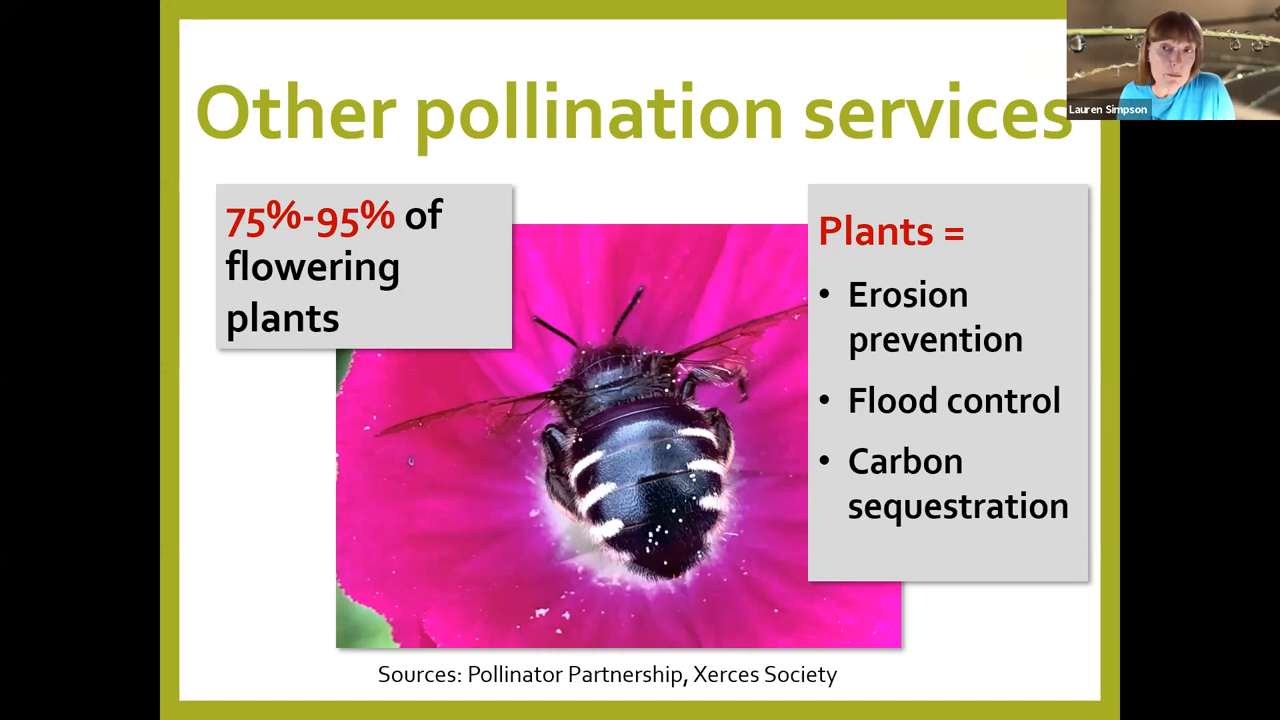 Other pollination services
Lauren Simpson
75%-95% of
flowering
plants
Plants =
• Erosion
prevention
• Flood control
• Carbon
sequestration
Sources: Pollinator Partnership, Xerces Society